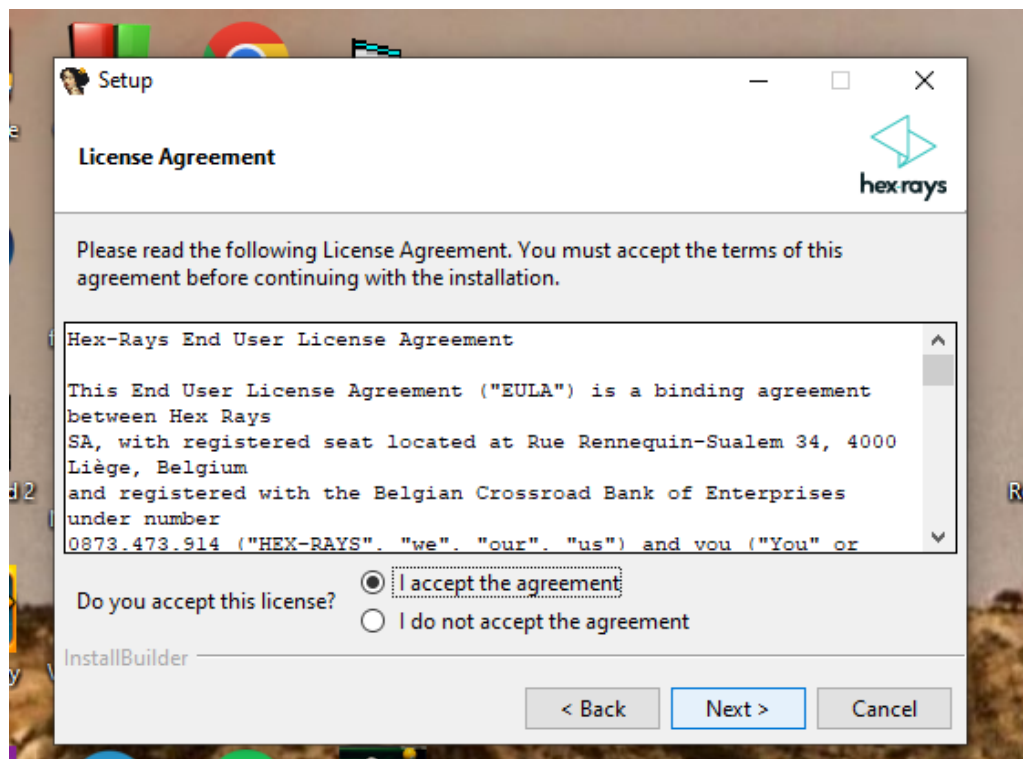 Setup
License Agreement
hex-rays
Please read the following License Agreement. You must accept the terms of this
agreement before continuing with the installation.
Hex-Rays End User License Agreement
This End User License Agreement ("EULA") is a binding agreement
between Hex Rays
SA, with registered seat located at Rue Rennequin-Sualem 34, 4000
Liège, Belgium
and registered with the Belgian Crossroad Bank of Enterprises
under number
0873.473.914 ("HEX-RAYS", "we", "our", "us") and you ("You" or
Do you accept this license?
I accept the agreement
I do not accept the agreement
InstallBuilder
< Back
Next >
Cancel